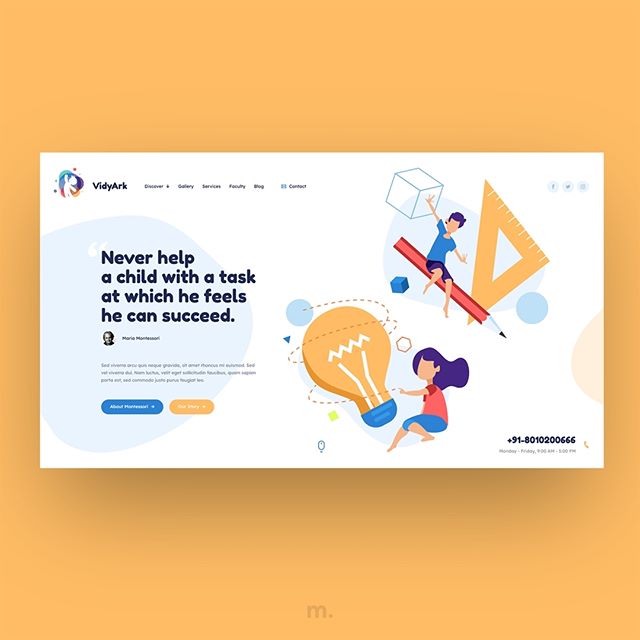 VidyArk
Discover
Gallery
Services
Faculty
Blog
Contact
“
Never help
a child with a task
at which he feels
he can succeed.
Maria Montessori
Sed viverra arcu quis neque gravida, at amet rhoncus mi euismod. Sed
est viverra dui. Nam luctus, velit eget sollicitudin faucibus, quam sapien
porta est, sed commodo justo purus feugiat leo.
About Montessori →
Our Story →
+91-8010200666
Monday - Friday, 9:00 AM - 5:00 PM
m.